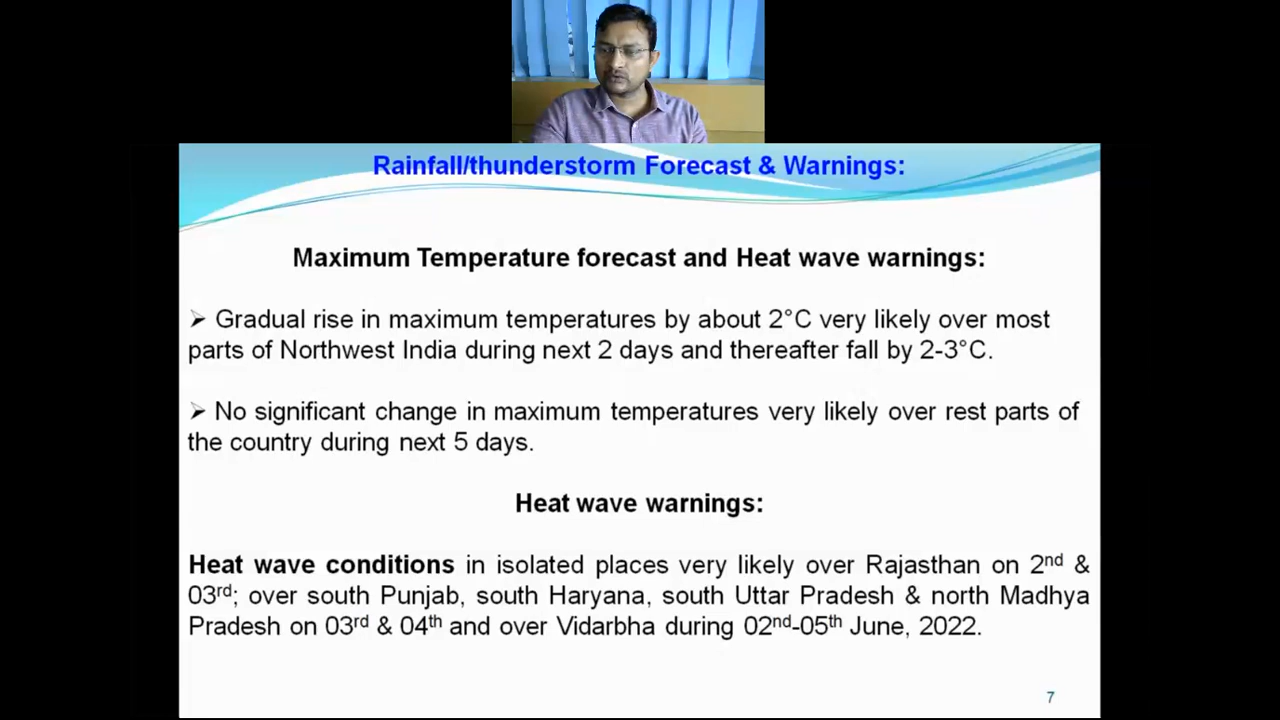 Rainfall/thunderstorm Forecast & Warnings:
Maximum Temperature forecast and Heat wave warnings:
➢ Gradual rise in maximum temperatures by about 2°C very likely over most
parts of Northwest India during next 2 days and thereafter fall by 2-3°C.
➢ No significant change in maximum temperatures very likely over rest parts of
the country during next 5 days.
Heat wave warnings:
Heat wave conditions in isolated places very likely over Rajasthan on 2nd &
03rd; over south Punjab, south Haryana, south Uttar Pradesh & north Madhya
Pradesh on 03rd & 04th and over Vidarbha during 02nd-05th June, 2022.
7